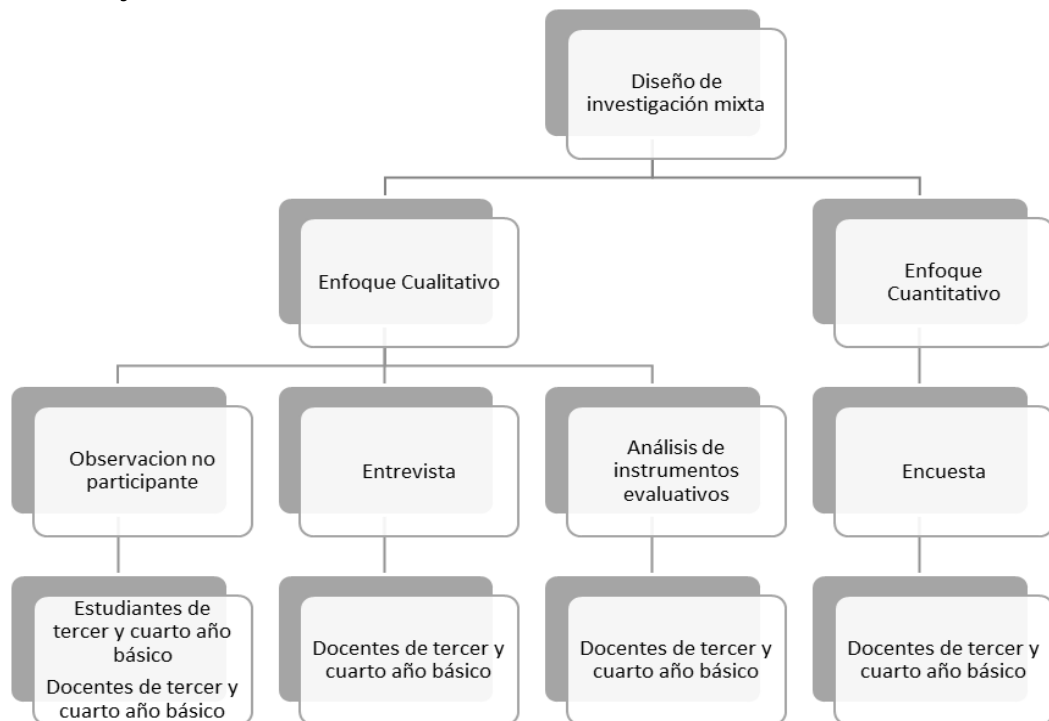 Diseño de
investigación mixta
Enfoque Cualitativo
Enfoque
Cuantitativo
Observacion no
participante
Entrevista
Análisis de
instrumentos
evaluativos
Encuesta
Estudiantes de
tercer y cuarto año
básico
Docentes de tercer y
cuarto año básico
Docentes de tercer y
cuarto año básico
Docentes de tercer y
cuarto año básico
Docentes de tercer y
cuarto año básico